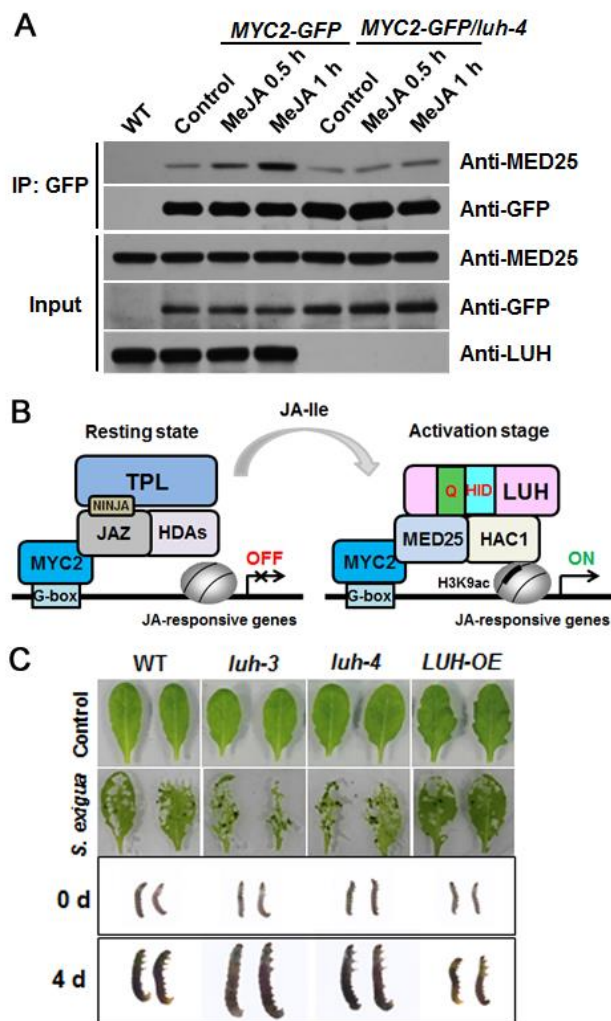 A
MYC2-GFP MYC2-GFP/luh-4
WT Control MeJA 0.5 h MeJA 1 h Control MeJA 0.5 h MeJA 1 h
IP: GFP
Anti-MED25
Anti-GFP
Input
Anti-MED25
Anti-GFP
Anti-LUH
B
JA-Ile
Resting state
Activation stage
TPL
NINJA
JAZ
HDAs
MYC2
G-box
OFF
JA-responsive genes
Q
HID
LUH
MED25
HAC1
MYC2
G-box
H3K9ac
ON
JA-responsive genes
C
WT luh-3 luh-4 LUH-OE
Control
S. exigua
0 d
4 d